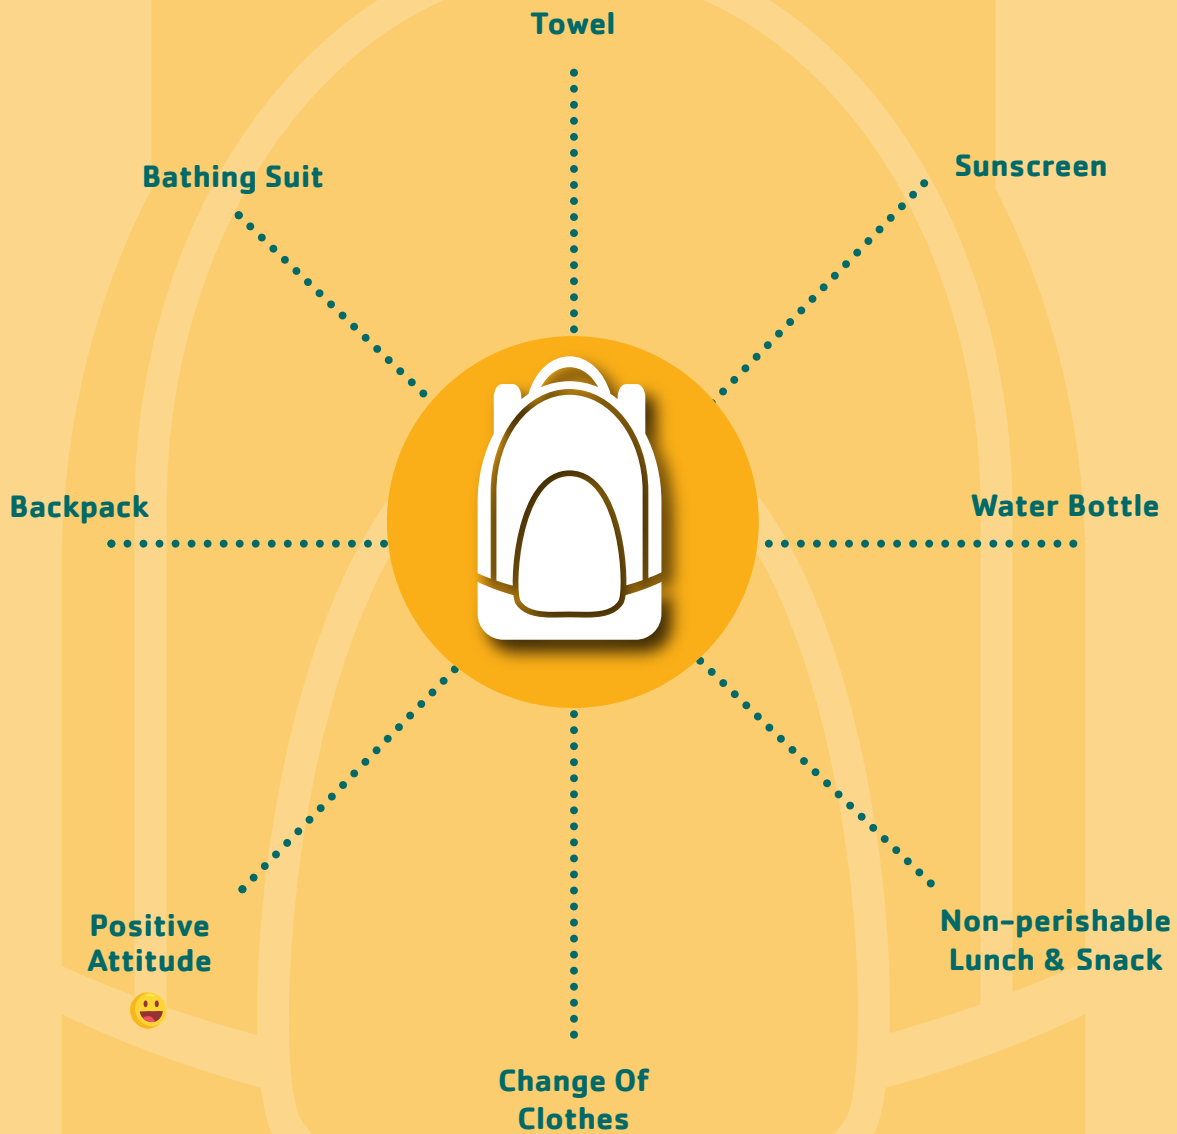 Towel
Bathing Suit
Sunscreen
Backpack
Water Bottle
Positive
Attitude
Non-perishable
Lunch & Snack
Change Of
Clothes